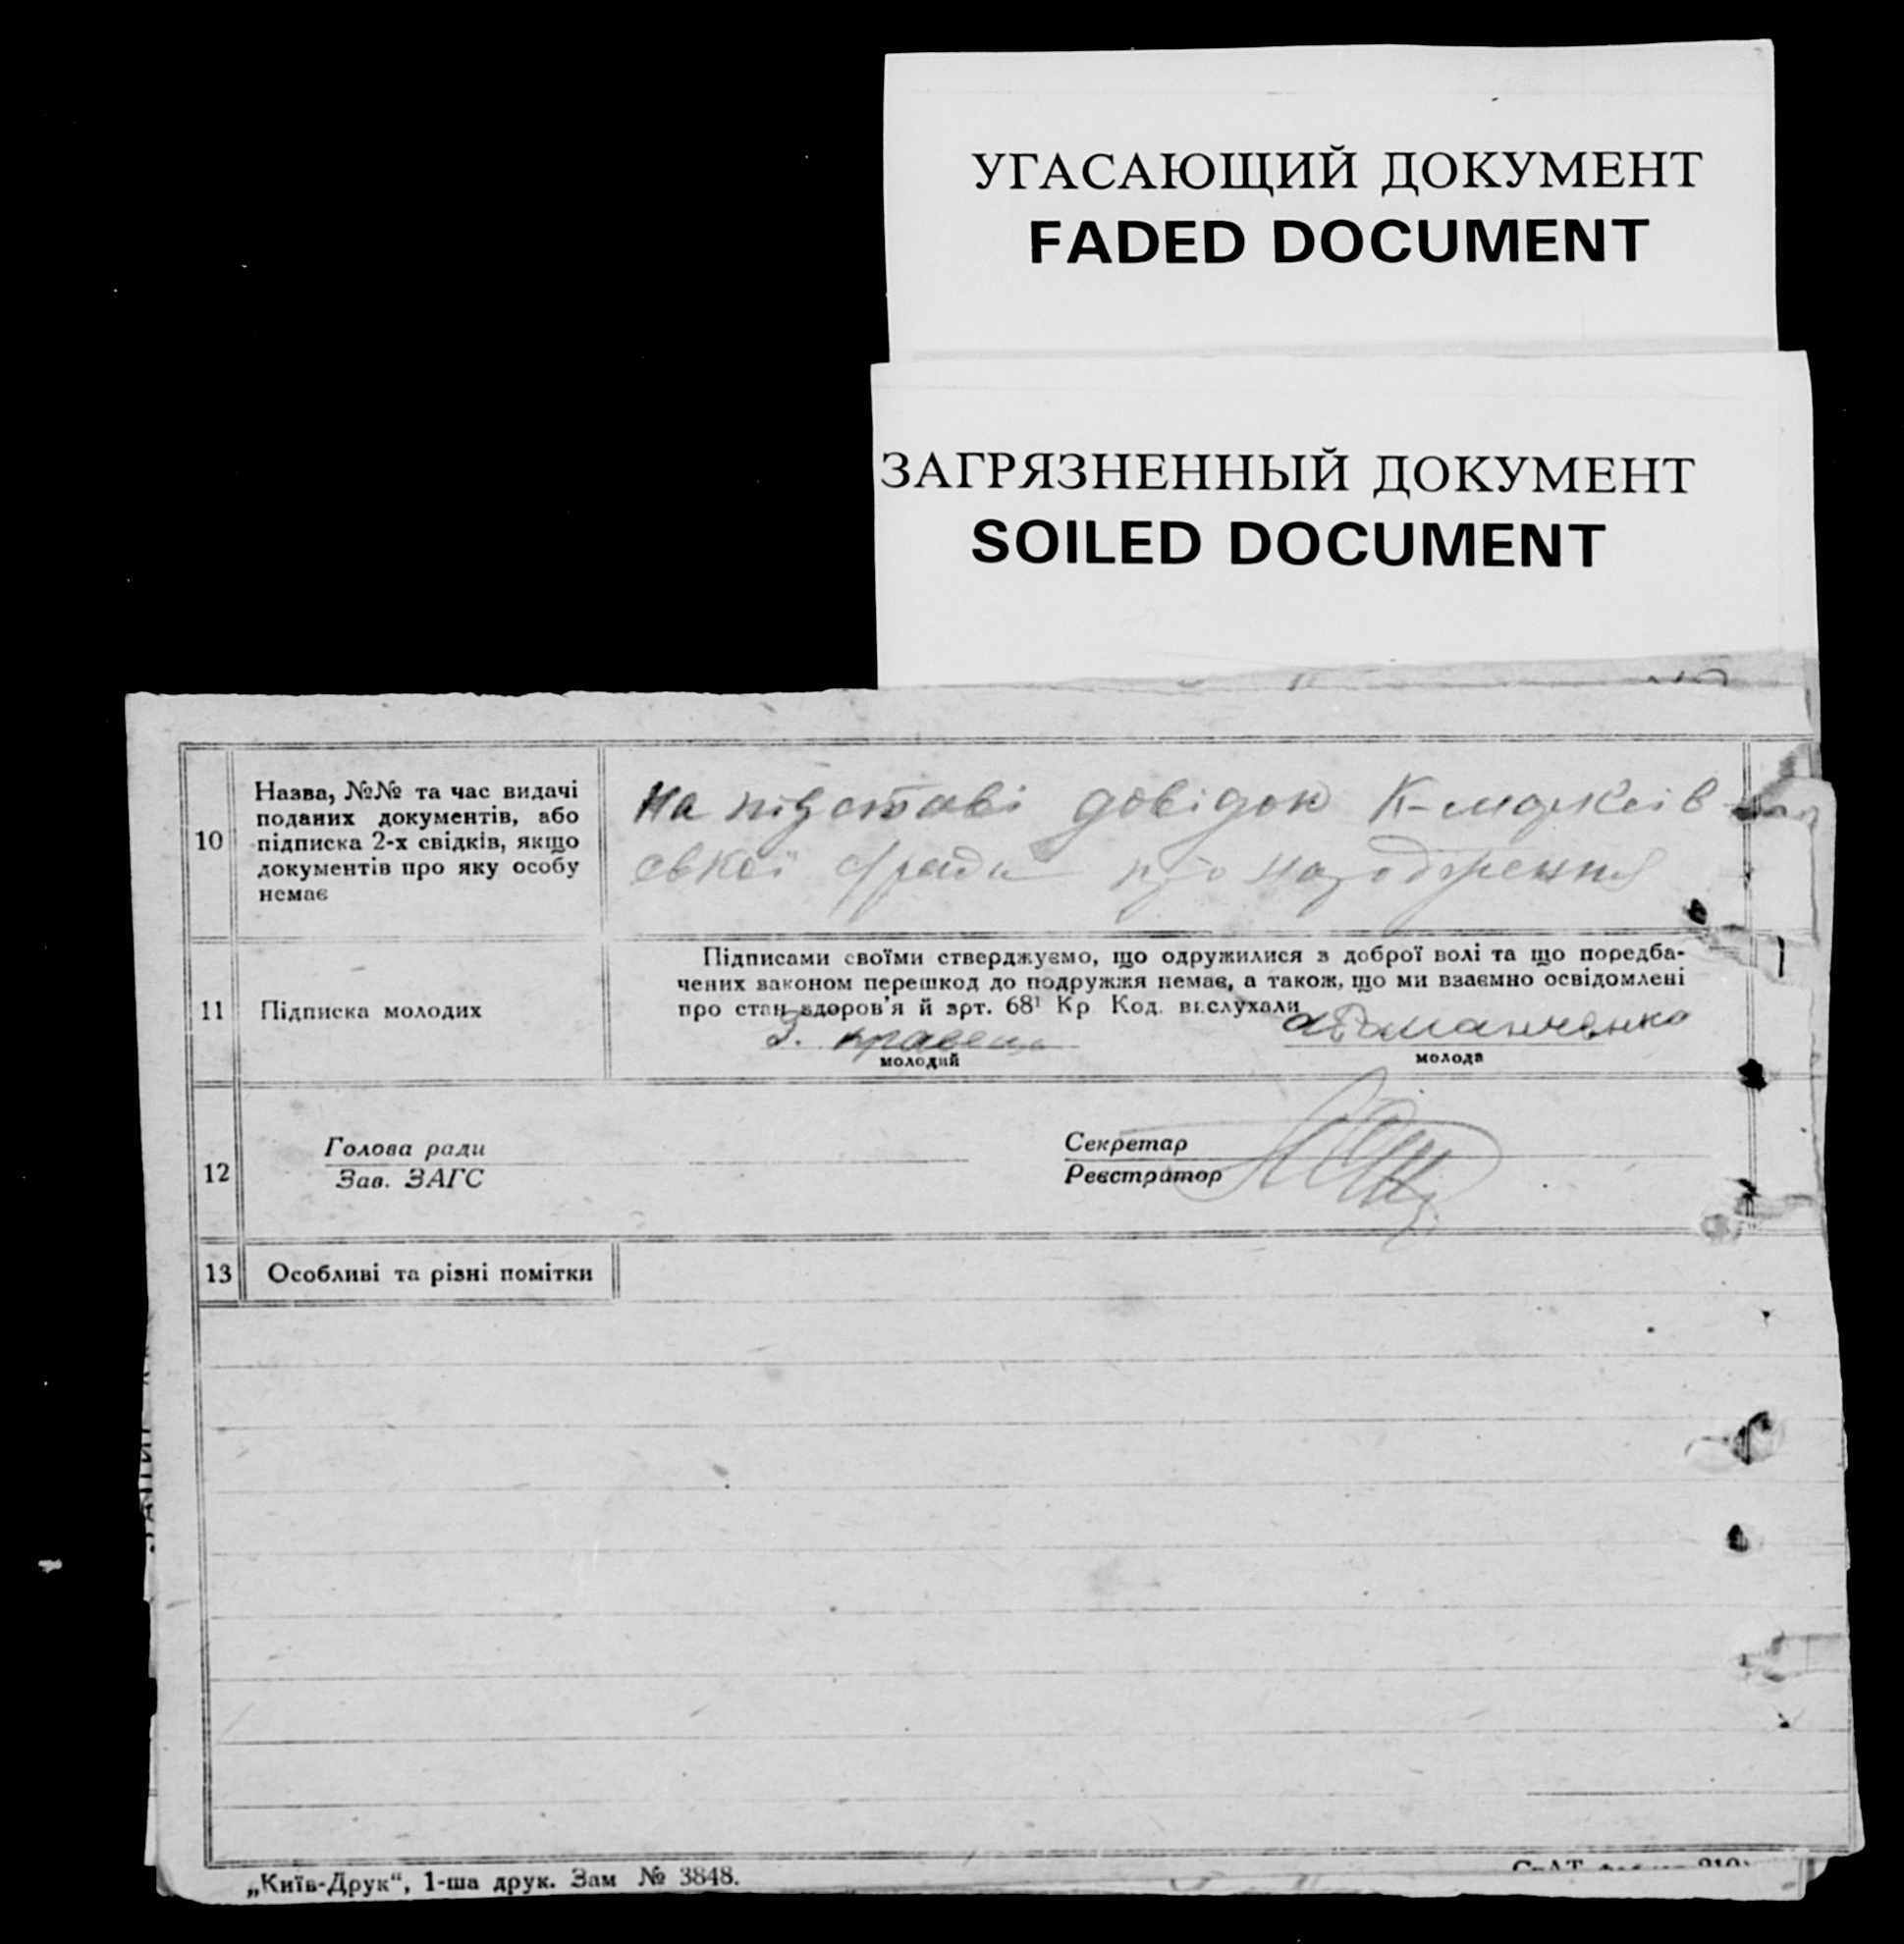 УГАСАЮЩИЙ ДОКУМЕНТ
FADED DOCUMENT
ЗАГРЯЗНЕННЫЙ ДОКУМЕНТ
SOILED DOCUMENT
10
Назва, №№ та час видачі
поданих документів, або
підписка 2-х свідків, якщо
документів про яку особу
немає
На підставі довідок
про народження
11
Підписка молодих
Підписами своїми стверджуємо, що одружилися з доброї волі та що передба-
чених законом перешкод до подружжя немає, а також, що ми взаємно освідомлені
про стан здоров'я й арт. 68¹ Кр Код. вислухали
молодий
молода
12
Голова ради
Зав. ЗАГС
Секретар
Реєстратор
13
Особливі та різні помітки
„Київ-Друк“, 1-ша друк. Зам № 3848.